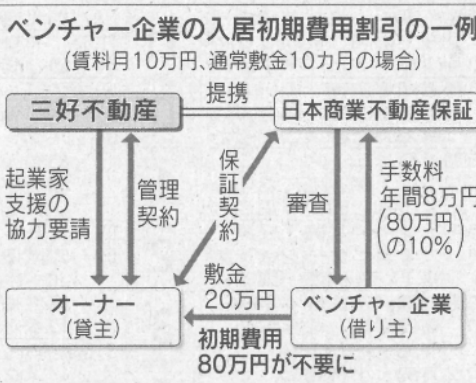 ベンチャー企業の入居初期費用割引の一例
(賃料月10万円、通常敷金10カ月の場合)
三好不動産
提携
日本商業不動産保証
起業家
支援の
協力要請
管理
契約
保証契約
審査
手数料
年間8万円
(80万円
の10%)
オーナー
(貸主)
敷金
20万円
ベンチャー企業
(借り主)
初期費用
80万円が不要に